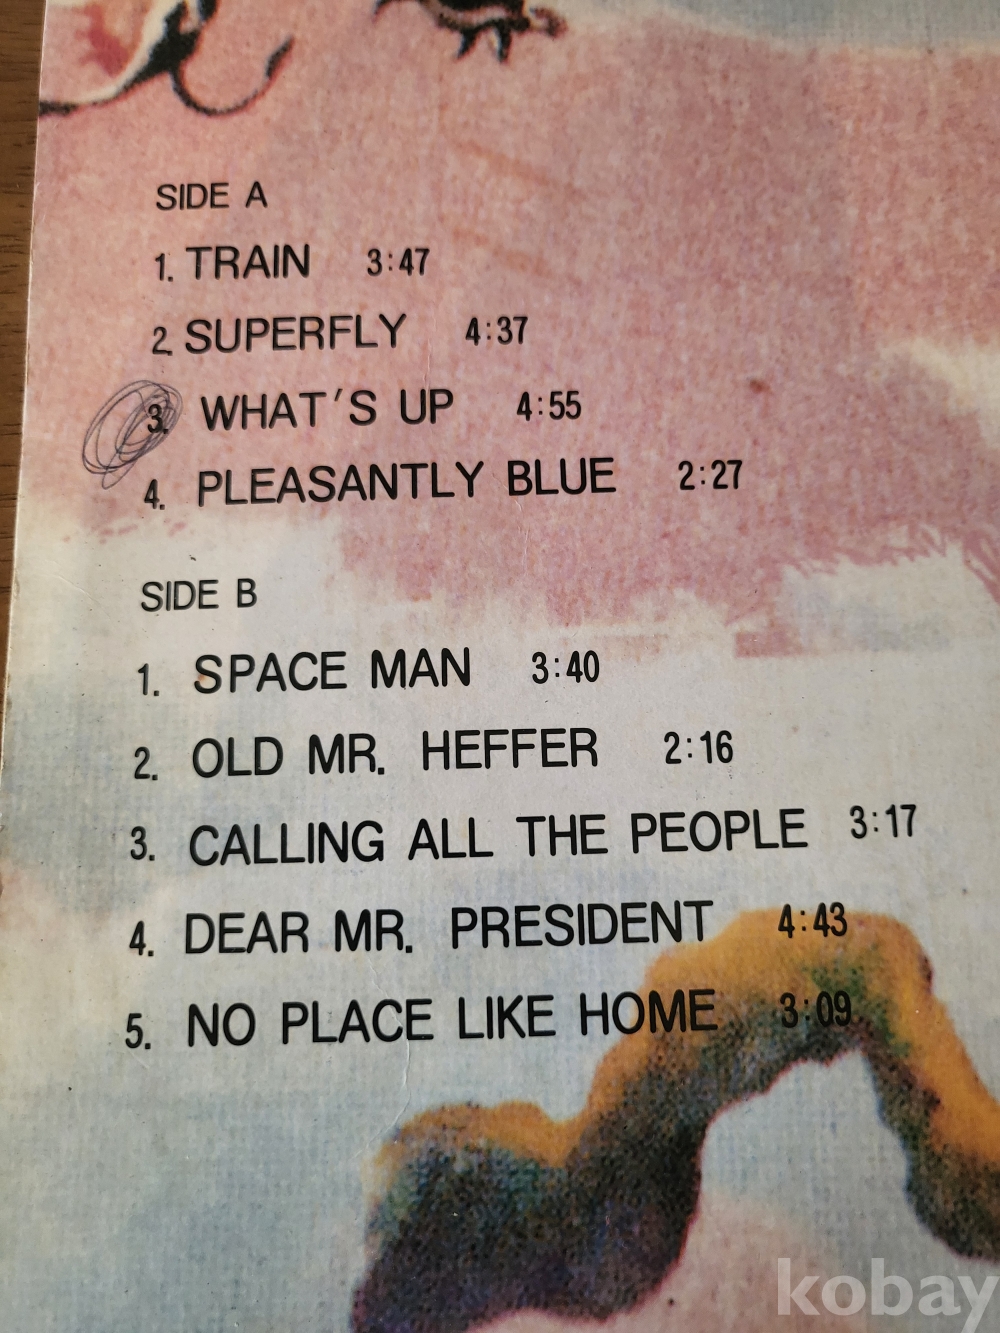 SIDE A
1. TRAIN 3:47
2 SUPERFLY 4:37
3. WHAT'S UP 4:55
4. PLEASANTLY BLUE 2:27
SIDE B
1. SPACE MAN 3:40
2. OLD MR. HEFFER 2:16
3. CALLING ALL THE PEOPLE 3:17
4. DEAR MR. PRESIDENT 4:43
5. NO PLACE LIKE HOME 3:09
kobay